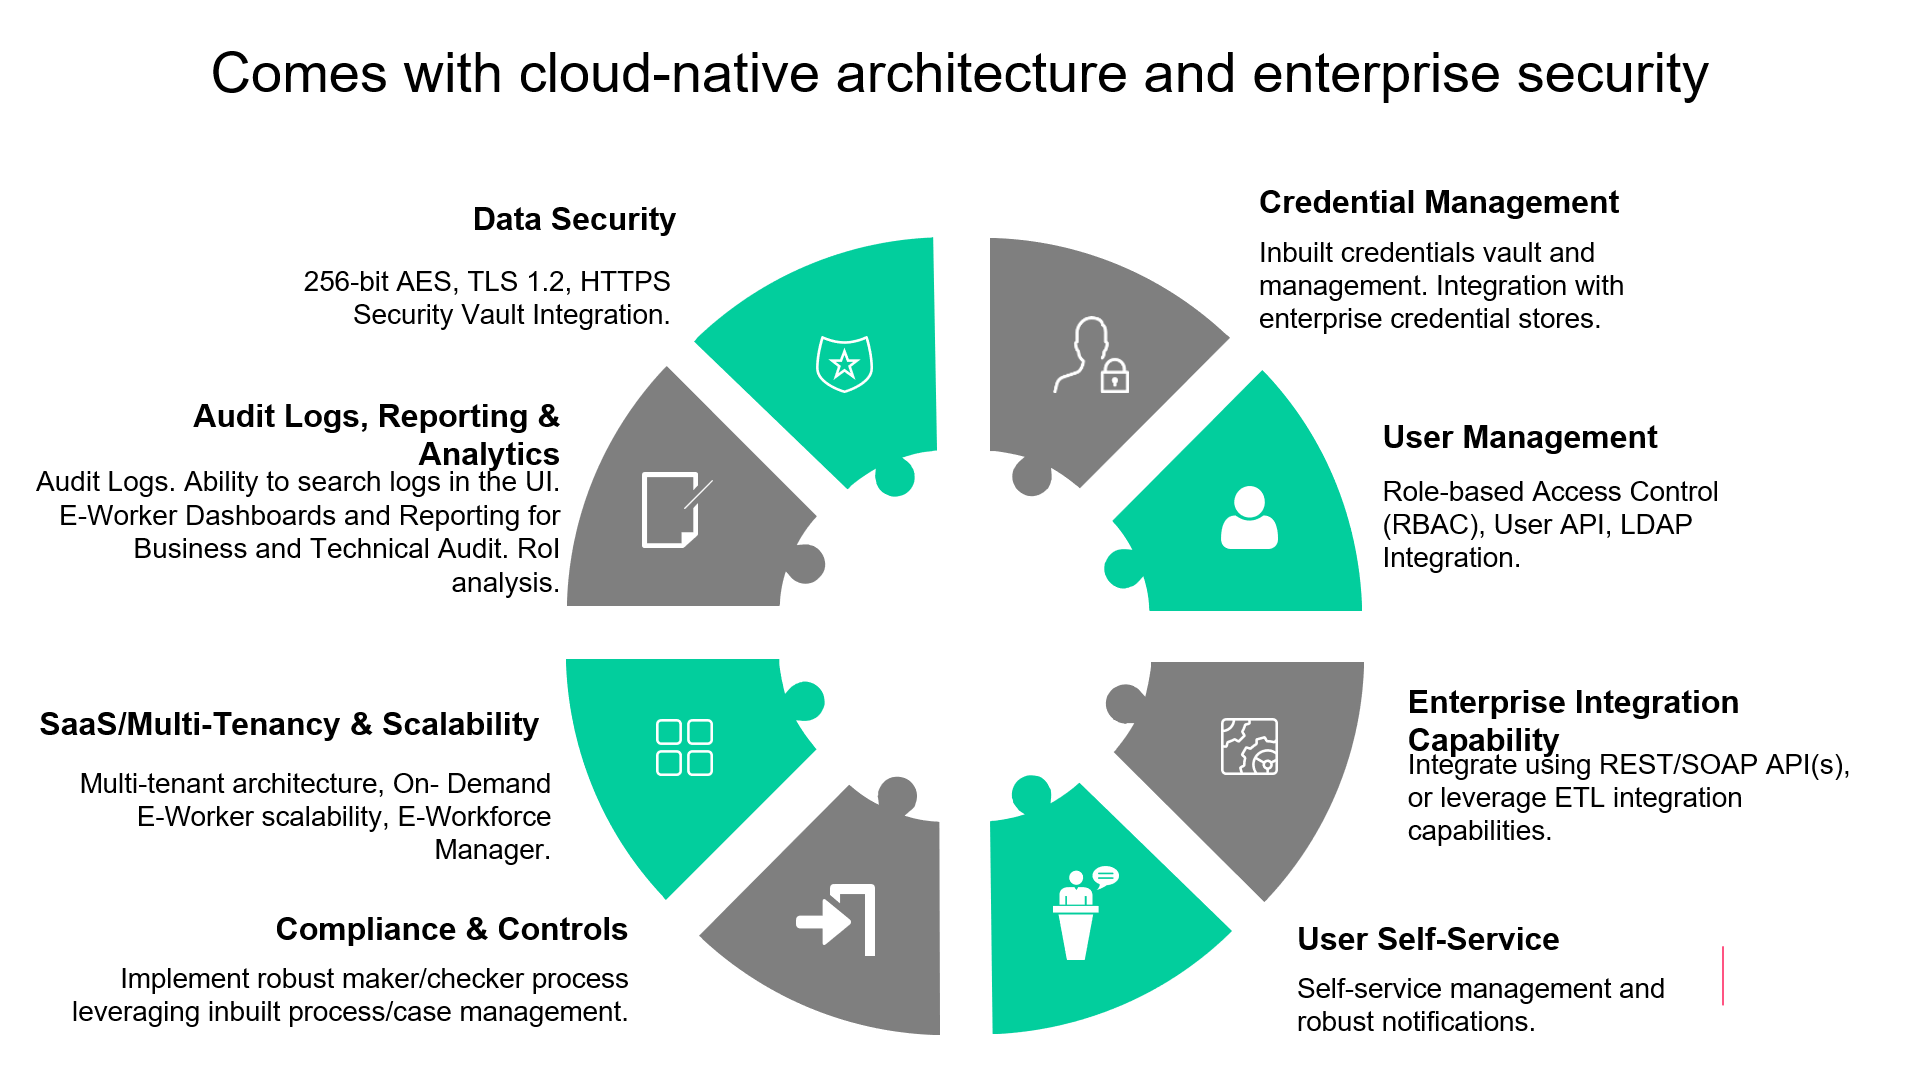 Comes with cloud-native architecture and enterprise security
Data Security
256-bit AES, TLS 1.2, HTTPS
Security Vault Integration.
Credential Management
Inbuilt credentials vault and
management. Integration with
enterprise credential stores.
Audit Logs, Reporting &
Analytics
Audit Logs. Ability to search logs in the UI.
E-Worker Dashboards and Reporting for
Business and Technical Audit. RoI
analysis.
User Management
Role-based Access Control
(RBAC), User API, LDAP
Integration.
SaaS/Multi-Tenancy & Scalability
Multi-tenant architecture, On- Demand
E-Worker scalability, E-Workforce
Manager.
Enterprise Integration
Capability
Integrate using REST/SOAP API(s),
or leverage ETL integration
capabilities.
Compliance & Controls
Implement robust maker/checker process
leveraging inbuilt process/case management.
User Self-Service
Self-service management and
robust notifications.